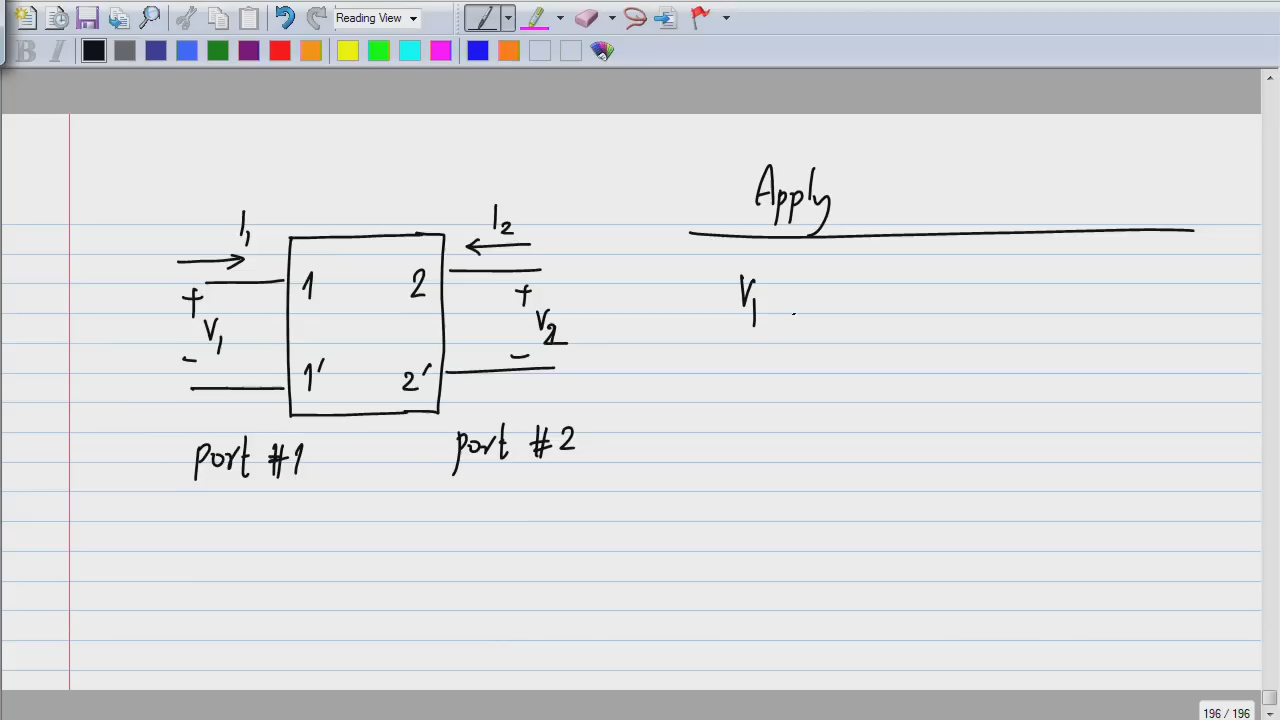 Reading View
B I
Apply
I1 I2
1 2
+ +
V1 V2
- -
1' 2'
V1
port #1 port #2
196 / 196